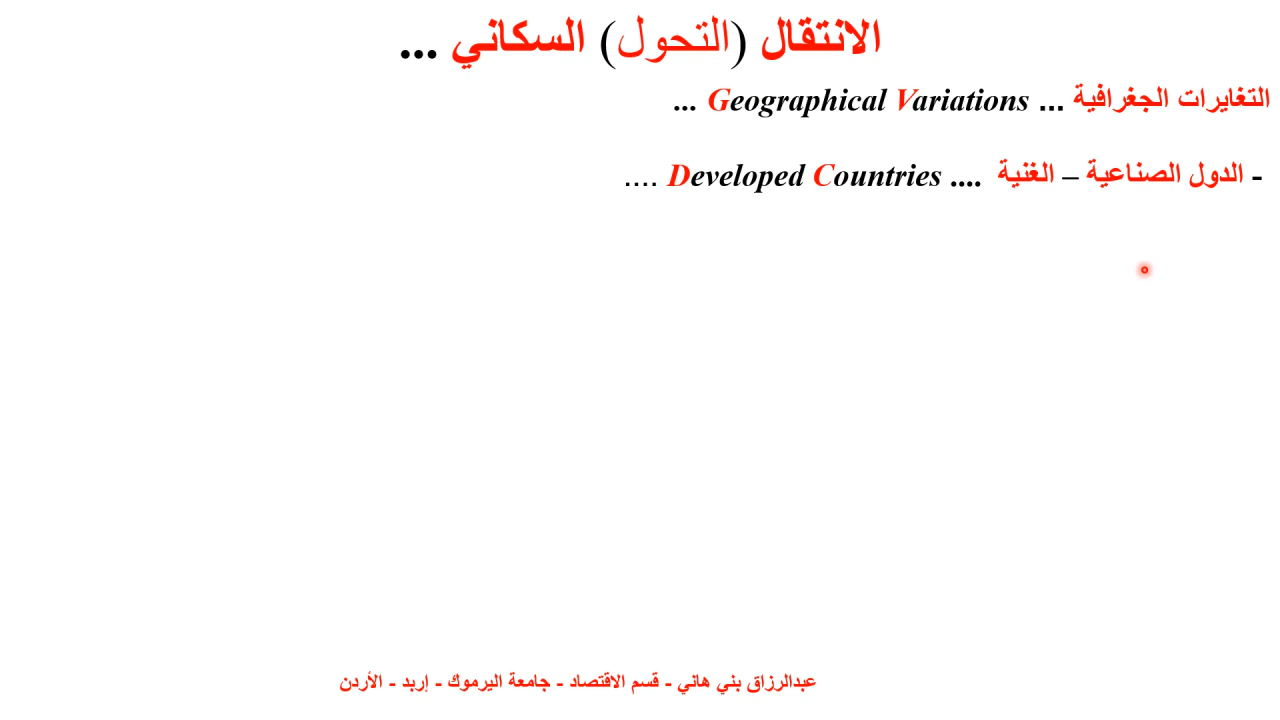 الانتقال (التحول) السكاني ...
التغايرات الجغرافية ... Geographical Variations ...
- الدول الصناعية – الغنية .... Developed Countries ....
عبدالرزاق بني هاني - قسم الاقتصاد - جامعة اليرموك - إربد - الأردن